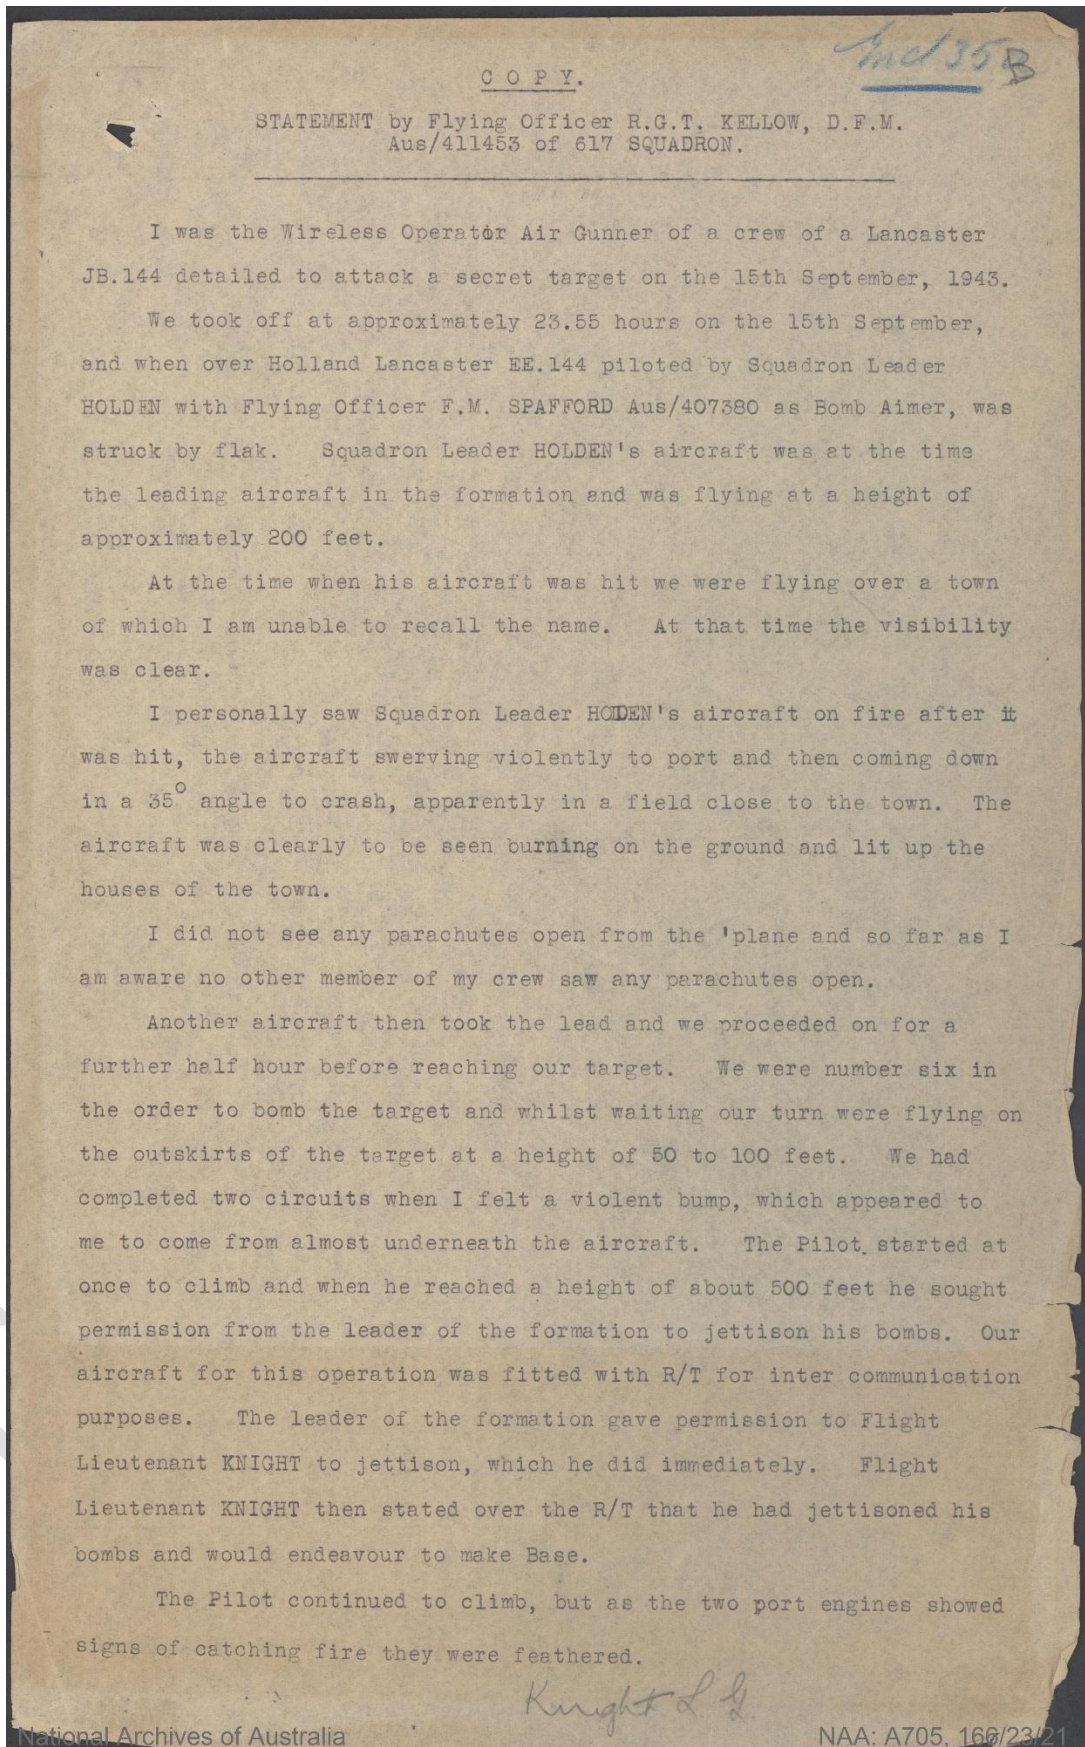 Encl 35B
COPY.
STATEMENT by Flying Officer R.G.T. KELLOW, D.F.M.
Aus/411453 of 617 SQUADRON.
I was the Wireless Operator Air Gunner of a crew of a Lancaster
JB.144 detailed to attack a secret target on the 15th September, 1943.
We took off at approximately 23.55 hours on the 15th September,
and when over Holland Lancaster EE.144 piloted by Squadron Leader
HOLDEN with Flying Officer F.M. SPAFFORD Aus/407380 as Bomb Aimer, was
struck by flak. Squadron Leader HOLDEN's aircraft was at the time
the leading aircraft in the formation and was flying at a height of
approximately 200 feet.
At the time when his aircraft was hit we were flying over a town
of which I am unable to recall the name. At that time the visibility
was clear.
I personally saw Squadron Leader HOLDEN's aircraft on fire after it
was hit, the aircraft swerving violently to port and then coming down
in a 35° angle to crash, apparently in a field close to the town. The
aircraft was clearly to be seen burning on the ground and lit up the
houses of the town.
I did not see any parachutes open from the 'plane and so far as I
am aware no other member of my crew saw any parachutes open.
Another aircraft then took the lead and we proceeded on for a
further half hour before reaching our target. We were number six in
the order to bomb the target and whilst waiting our turn were flying on
the outskirts of the target at a height of 50 to 100 feet. We had
completed two circuits when I felt a violent bump, which appeared to
me to come from almost underneath the aircraft. The Pilot started at
once to climb and when he reached a height of about 500 feet he sought
permission from the leader of the formation to jettison his bombs. Our
aircraft for this operation was fitted with R/T for inter communication
purposes. The leader of the formation gave permission to Flight
Lieutenant KNIGHT to jettison, which he did immediately. Flight
Lieutenant KNIGHT then stated over the R/T that he had jettisoned his
bombs and would endeavour to make Base.
The Pilot continued to climb, but as the two port engines showed
signs of catching fire they were feathered.
Knight L. G.
National Archives of Australia
NAA: A705, 166/23/21